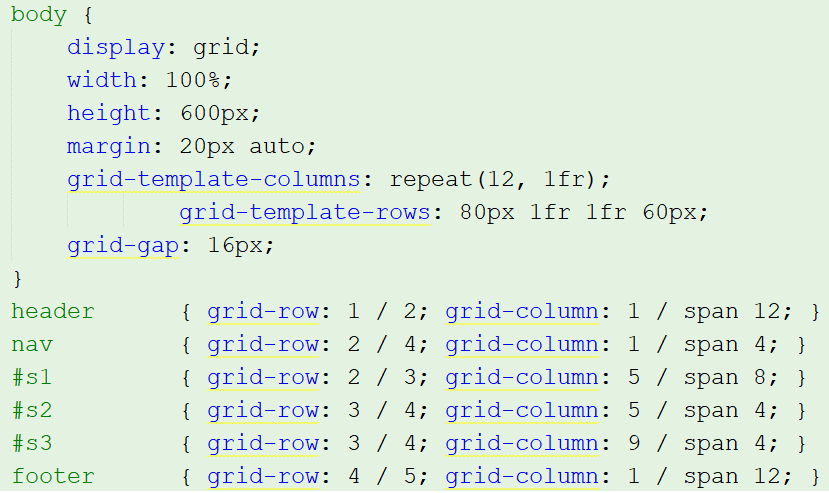 body {
    display: grid;
    width: 100%;
    height: 600px;
    margin: 20px auto;
    grid-template-columns: repeat(12, 1fr);
            grid-template-rows: 80px 1fr 1fr 60px;
    grid-gap: 16px;
}
header      { grid-row: 1 / 2; grid-column: 1 / span 12; }
nav         { grid-row: 2 / 4; grid-column: 1 / span 4; }
#s1         { grid-row: 2 / 3; grid-column: 5 / span 8; }
#s2         { grid-row: 3 / 4; grid-column: 5 / span 4; }
#s3         { grid-row: 3 / 4; grid-column: 9 / span 4; }
footer      { grid-row: 4 / 5; grid-column: 1 / span 12; }